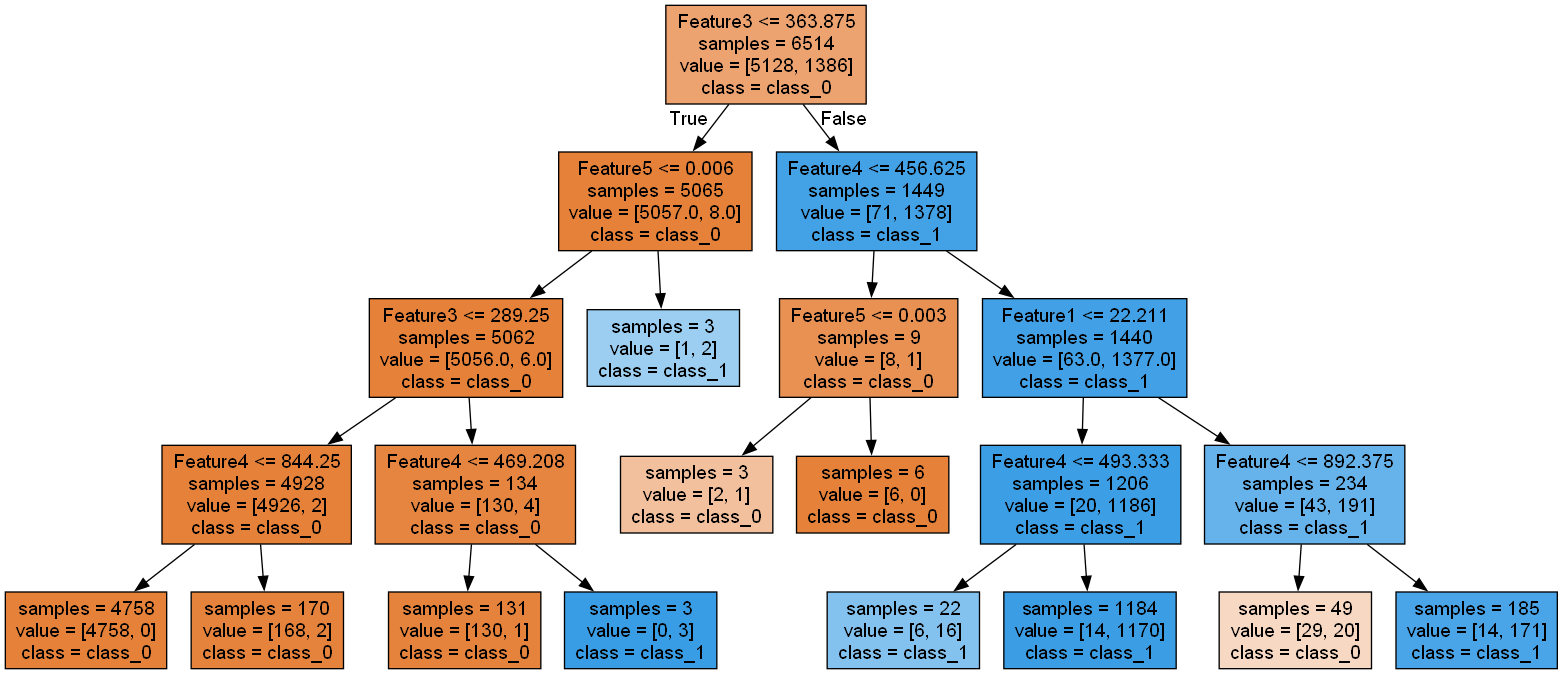 Feature3 <= 363.875
samples = 6514
value = [5128, 1386]
class = class_0
True
False
Feature5 <= 0.006
samples = 5065
value = [5057.0, 8.0]
class = class_0
Feature4 <= 456.625
samples = 1449
value = [71, 1378]
class = class_1
Feature3 <= 289.25
samples = 5062
value = [5056.0, 6.0]
class = class_0
samples = 3
value = [1, 2]
class = class_1
Feature5 <= 0.003
samples = 9
value = [8, 1]
class = class_0
Feature1 <= 22.211
samples = 1440
value = [63.0, 1377.0]
class = class_1
Feature4 <= 844.25
samples = 4928
value = [4926, 2]
class = class_0
Feature4 <= 469.208
samples = 134
value = [130, 4]
class = class_0
samples = 3
value = [2, 1]
class = class_0
samples = 6
value = [6, 0]
class = class_0
Feature4 <= 493.333
samples = 1206
value = [20, 1186]
class = class_1
Feature4 <= 892.375
samples = 234
value = [43, 191]
class = class_1
samples = 4758
value = [4758, 0]
class = class_0
samples = 170
value = [168, 2]
class = class_0
samples = 131
value = [130, 1]
class = class_0
samples = 3
value = [0, 3]
class = class_1
samples = 22
value = [6, 16]
class = class_1
samples = 1184
value = [14, 1170]
class = class_1
samples = 49
value = [29, 20]
class = class_0
samples = 185
value = [14, 171]
class = class_1